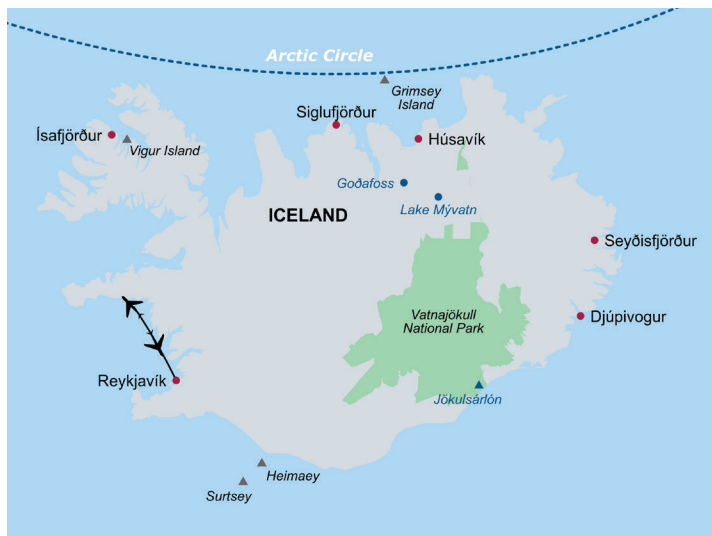 Arctic Circle
Grimsey
Island
Siglufjörður
Ísafjörður
Vigur Island
Húsavík
Goðafoss
Lake Mývatn
ICELAND
Seyðisfjörður
Vatnajökull
National Park
Djúpivogur
Reykjavík
Jökulsárlón
Heimaey
Surtsey